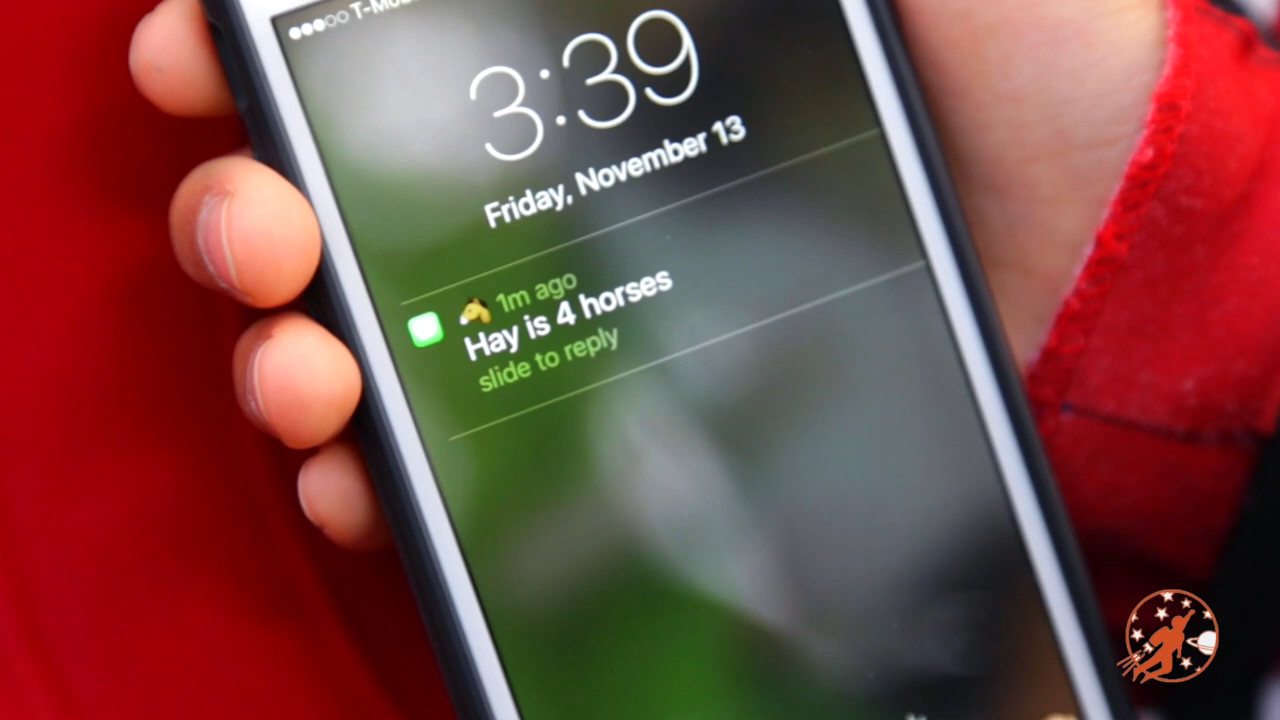 3:39
Friday, November 13
1m ago
Hay is 4 horses
slide to reply